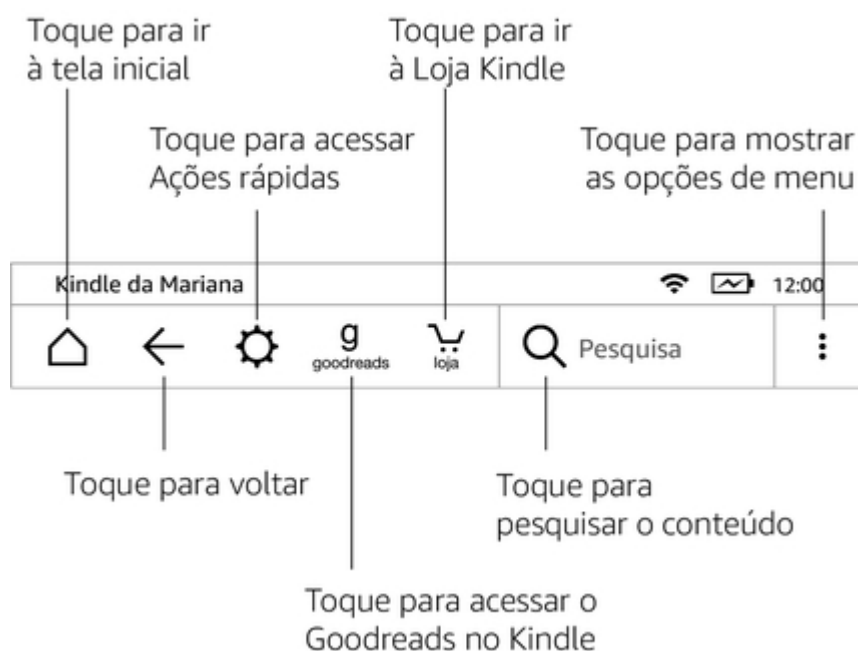 Toque para ir
à tela inicial
Toque para ir
à Loja Kindle
Toque para acessar
Ações rápidas
Toque para mostrar
as opções de menu
Kindle da Mariana
12:00
g
goodreads
loja
Pesquisa
Toque para voltar
Toque para
pesquisar o conteúdo
Toque para acessar o
Goodreads no Kindle